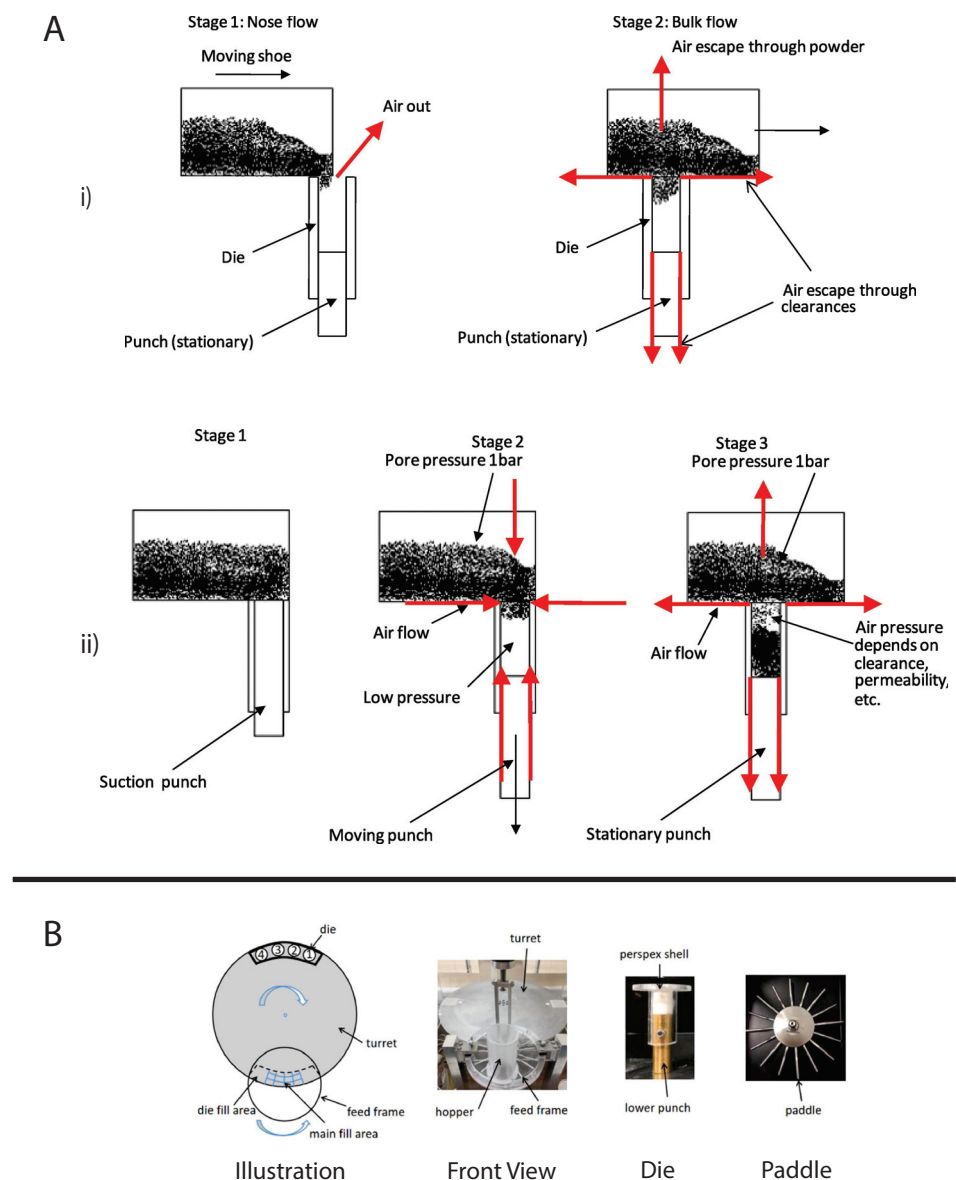 A
Stage 1: Nose flow
Stage 2: Bulk flow
Air escape through powder
Moving shoe
Air out
i)
Die
Die
Punch (stationary)
Punch (stationary)
Air escape through
clearances
Stage 1
Stage 2
Pore pressure 1bar
Stage 3
Pore pressure 1bar
ii)
Air flow
Low pressure
Air flow
Air pressure
depends on
clearance,
permeability,
etc.
Suction punch
Moving punch
Stationary punch
B
die
4 3 2 1
turret
die fill area
feed frame
main fill area
turret
hopper
feed frame
perspex shell
lower punch
paddle
Illustration
Front View
Die
Paddle